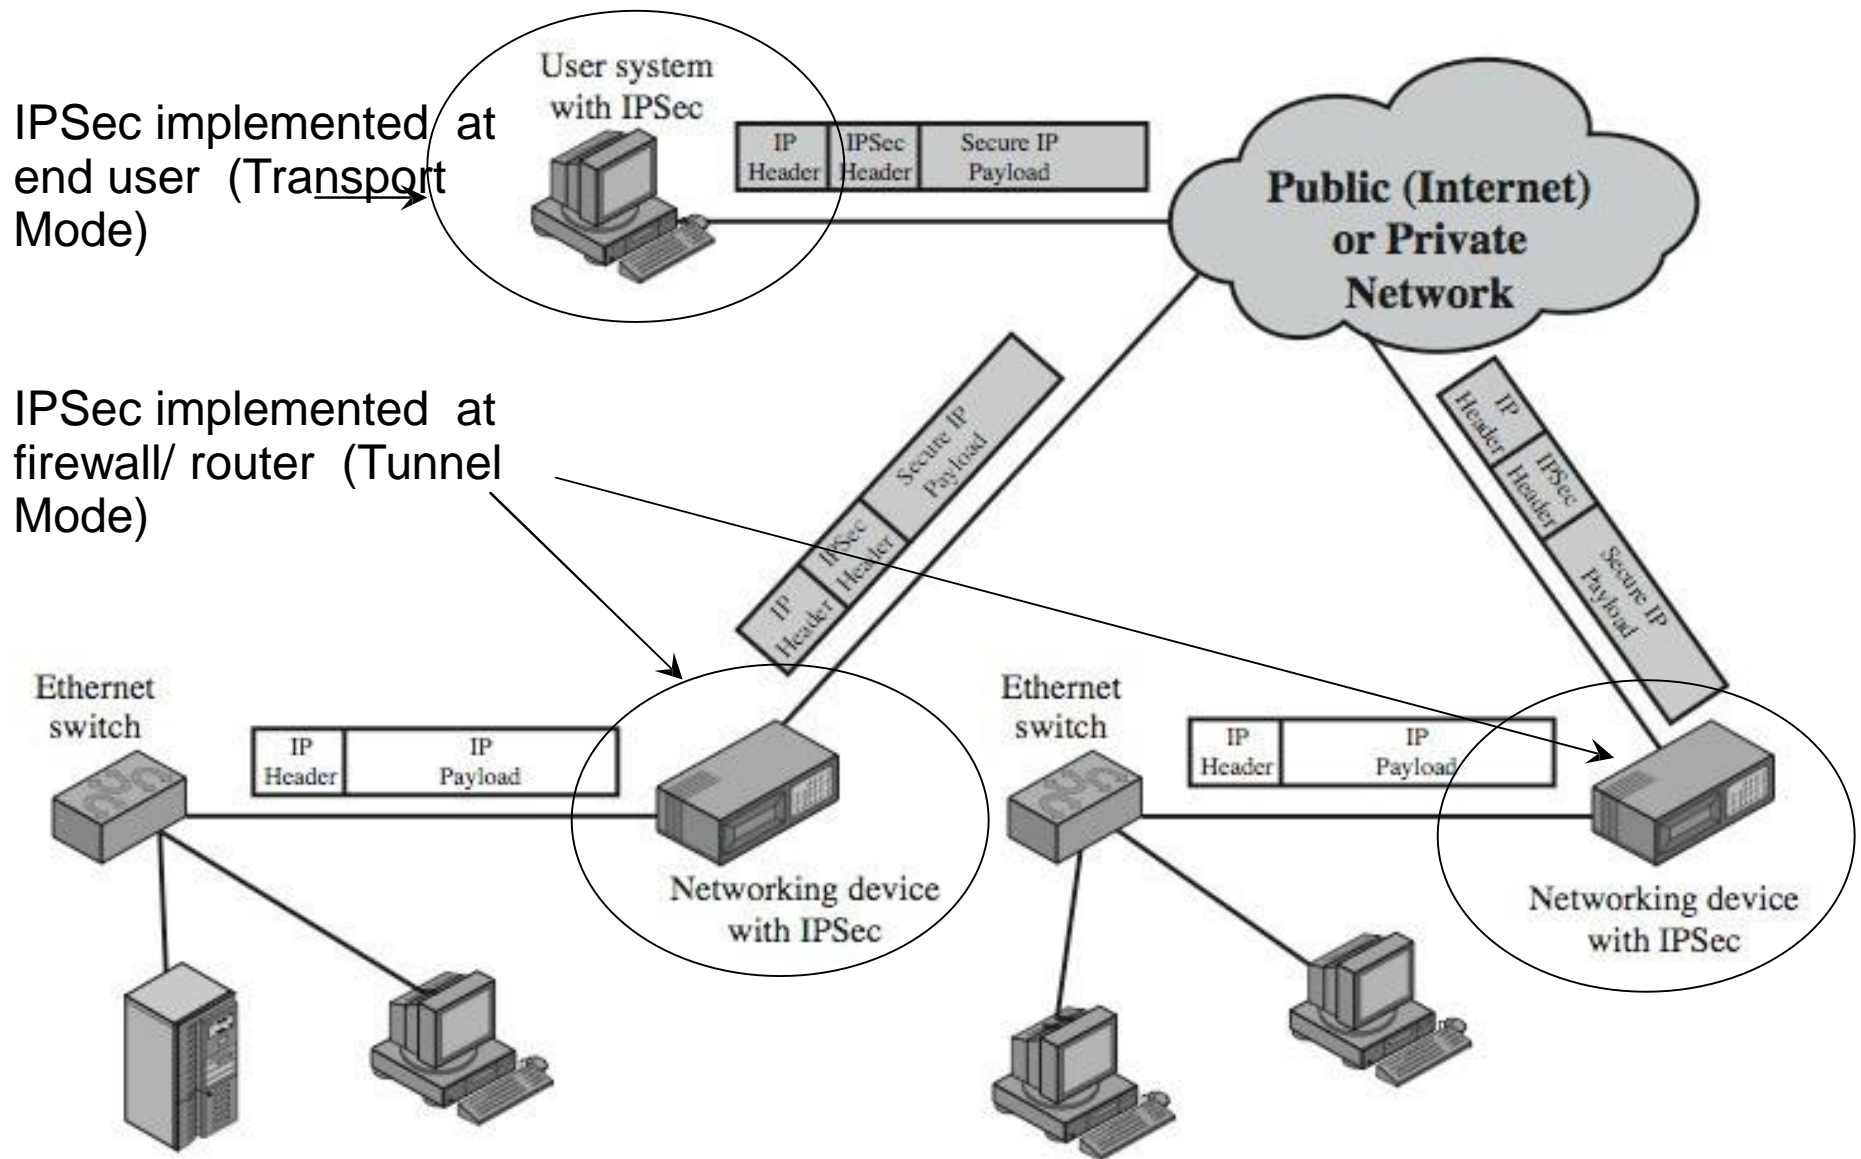 IPSec implemented at
end user (Transport
Mode)
User system
with IPSec
IP
Header
IPSec
Header
Secure IP
Payload
Public (Internet)
or Private
Network
IPSec implemented at
firewall/ router (Tunnel
Mode)
IP
Header
IPSec
Header
Secure IP
Payload
IP
Header
IPSec
Header
Secure IP
Payload
Ethernet
switch
IP
Header
IP
Payload
Networking device
with IPSec
Ethernet
switch
IP
Header
IP
Payload
Networking device
with IPSec